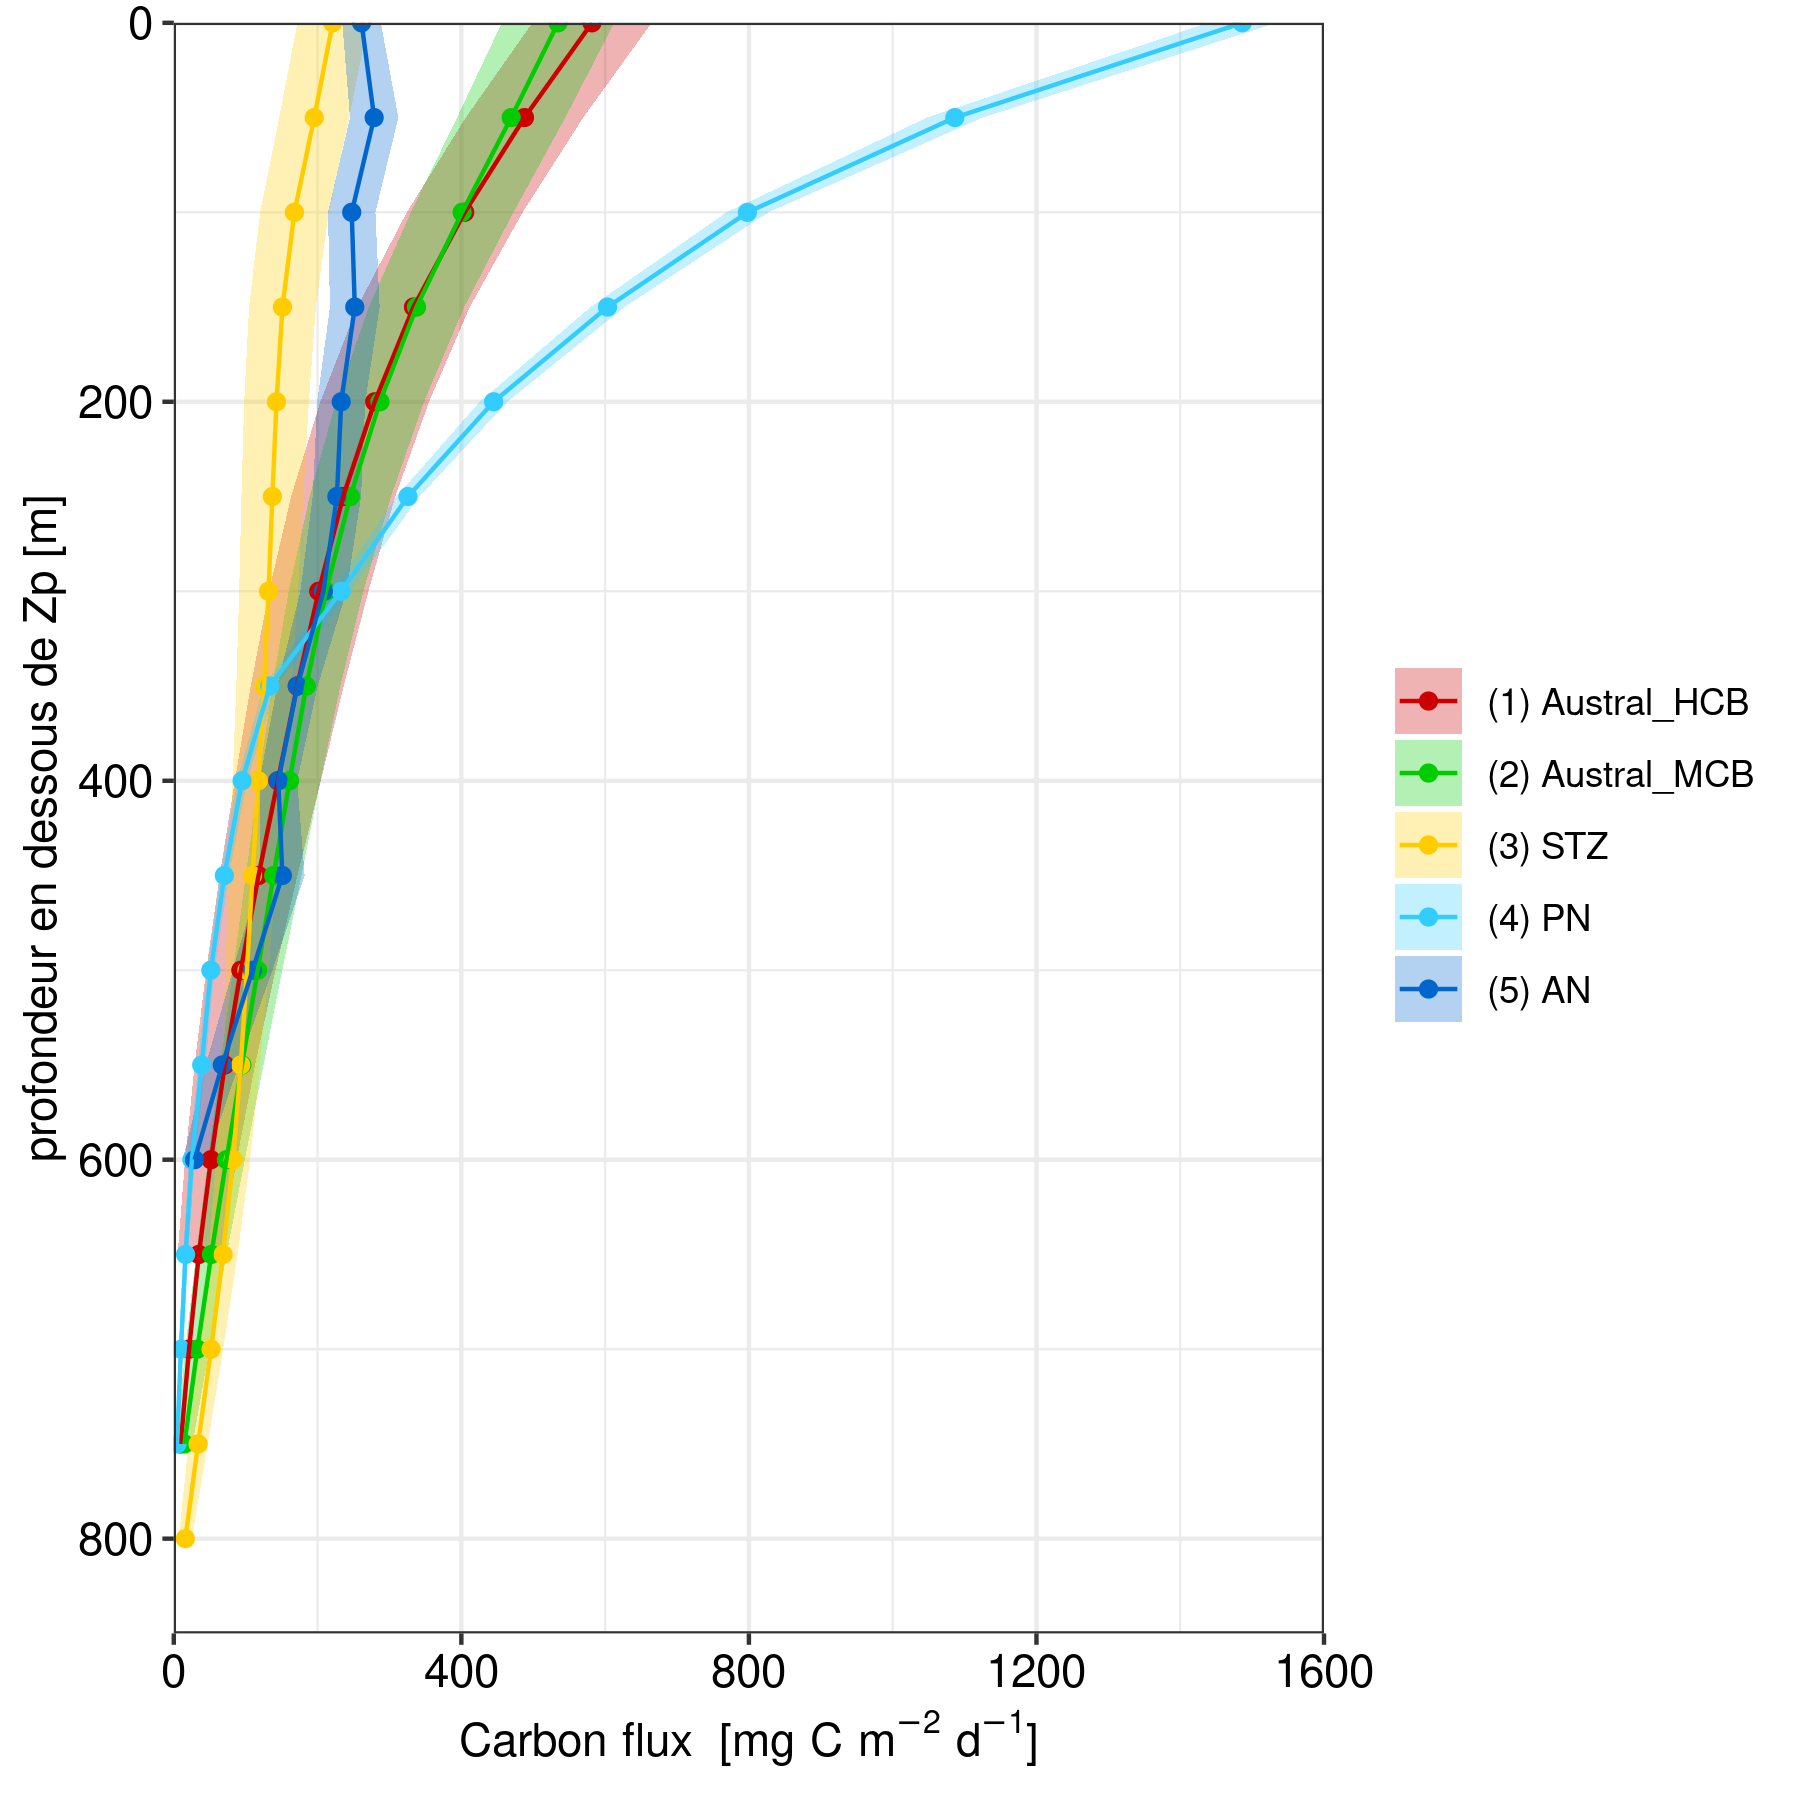 0
200
400
600
800
profondeur en dessous de Zp [m]
0
400
800
1200
1600
Carbon flux [mg C m⁻² d⁻¹]
(1) Austral_HCB
(2) Austral_MCB
(3) STZ
(4) PN
(5) AN